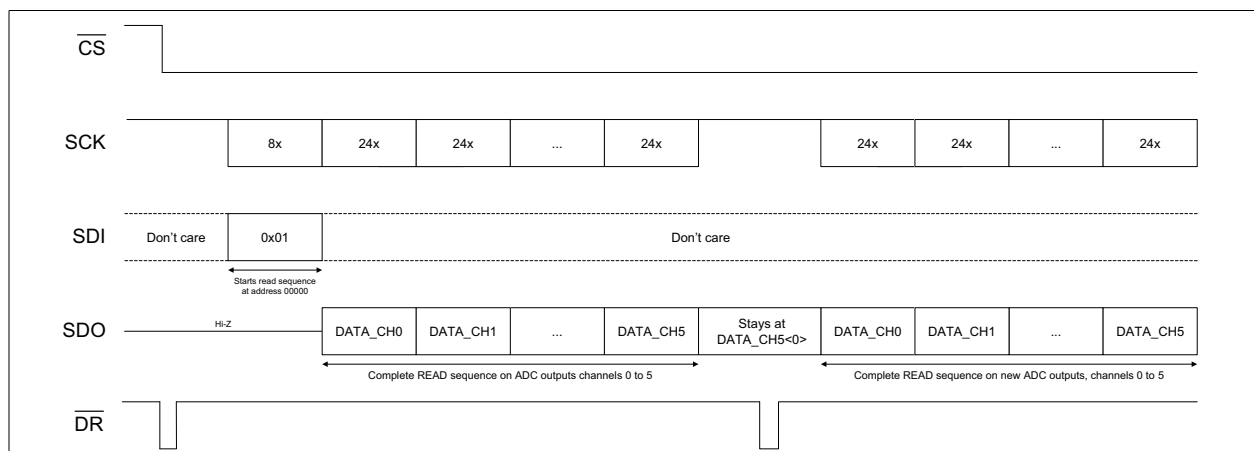 CS
SCK
8x
24x
24x
...
24x
24x
24x
...
24x
SDI
Don't care
0x01
Don't care
Starts read sequence
at address 00000
SDO
Hi-Z
DATA_CH0
DATA_CH1
...
DATA_CH5
Stays at
DATA_CH5<0>
DATA_CH0
DATA_CH1
...
DATA_CH5
Complete READ sequence on ADC outputs channels 0 to 5
Complete READ sequence on new ADC outputs, channels 0 to 5
DR